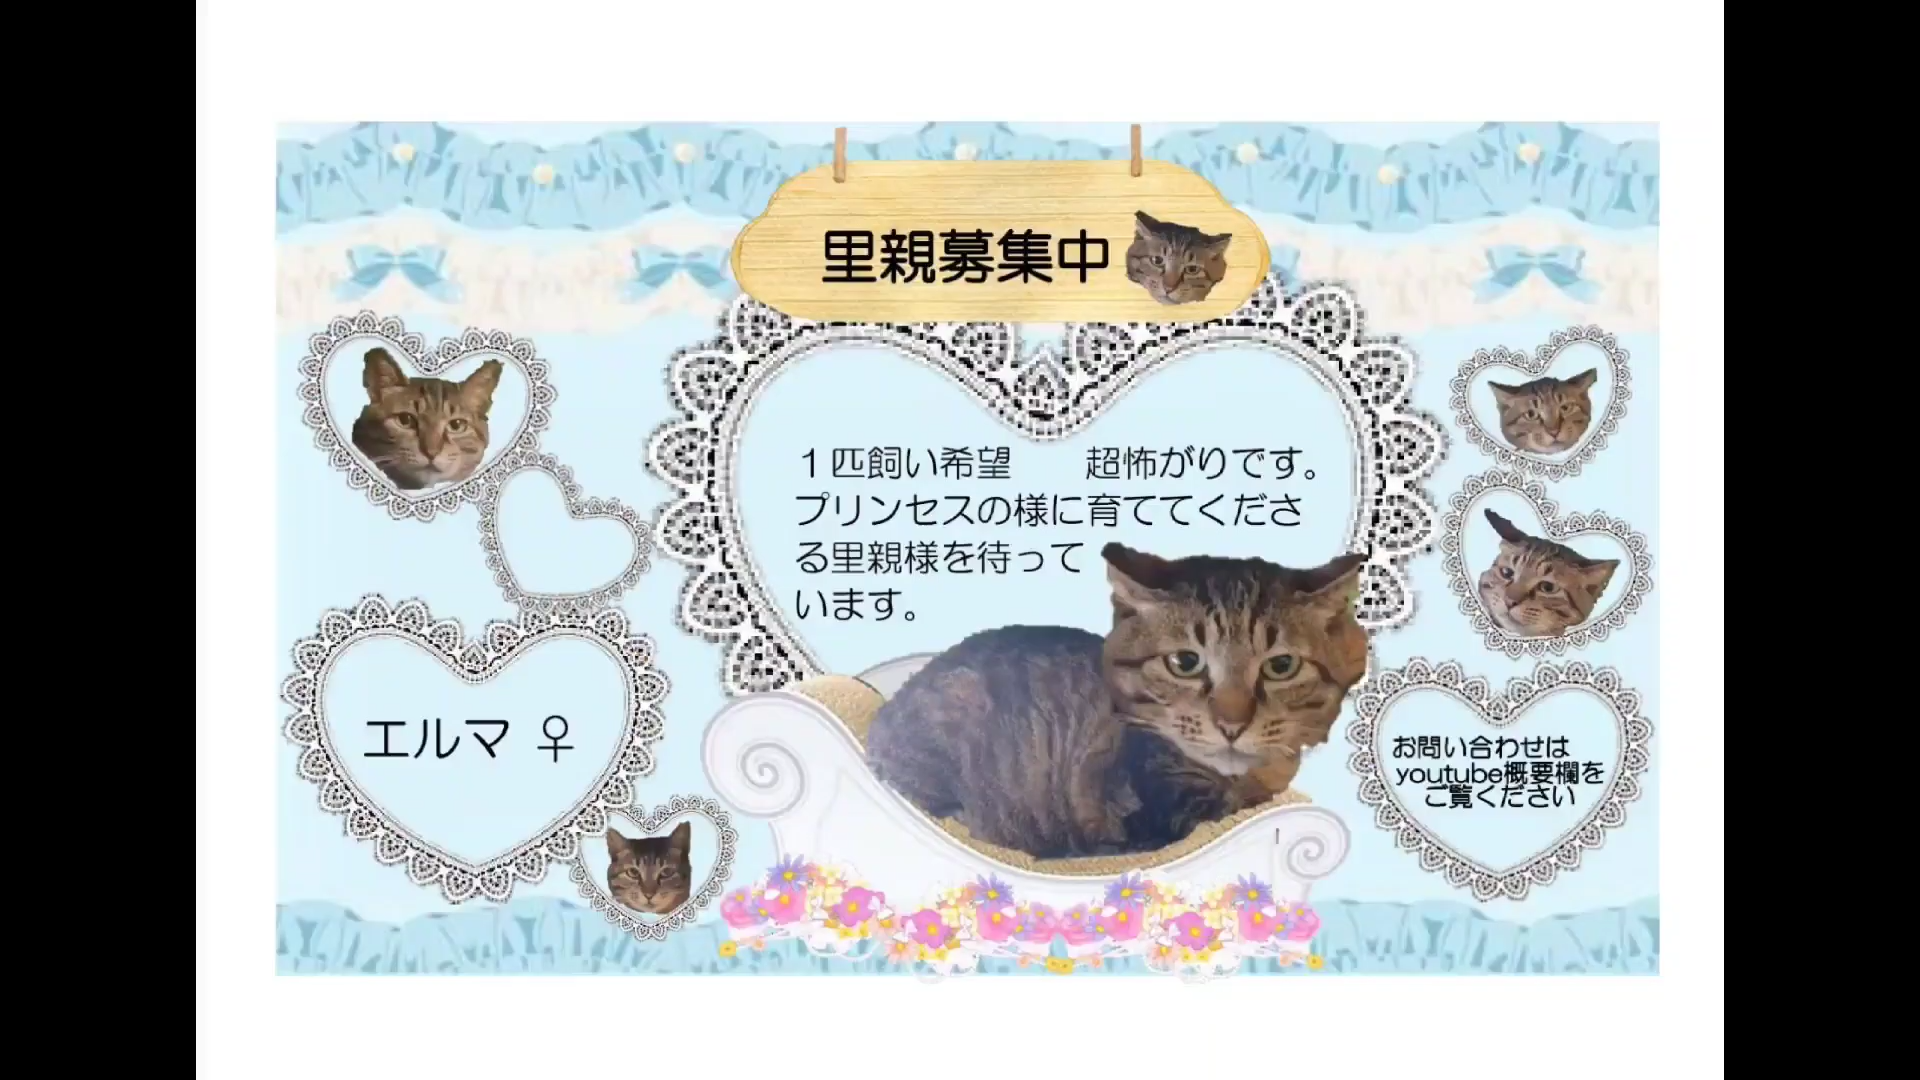 里親募集中
1匹飼い希望　　超怖がりです。
プリンセスの様に育ててくださ
る里親様を待って
います。
エルマ ♀
お問い合わせは
youtube概要欄を
ご覧ください